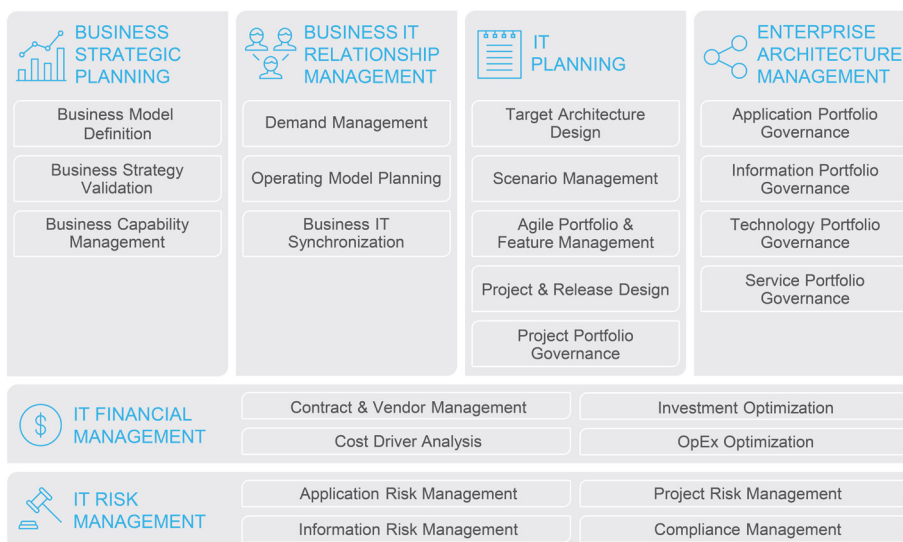 BUSINESS
STRATEGIC
PLANNING
Business Model
Definition
Business Strategy
Validation
Business Capability
Management
BUSINESS IT
RELATIONSHIP
MANAGEMENT
Demand Management
Operating Model Planning
Business IT
Synchronization
IT
PLANNING
Target Architecture
Design
Scenario Management
Agile Portfolio &
Feature Management
Project & Release Design
Project Portfolio
Governance
ENTERPRISE
ARCHITECTURE
MANAGEMENT
Application Portfolio
Governance
Information Portfolio
Governance
Technology Portfolio
Governance
Service Portfolio
Governance
$
IT FINANCIAL
MANAGEMENT
Contract & Vendor Management
Investment Optimization
Cost Driver Analysis
OpEx Optimization
IT RISK
MANAGEMENT
Application Risk Management
Project Risk Management
Information Risk Management
Compliance Management